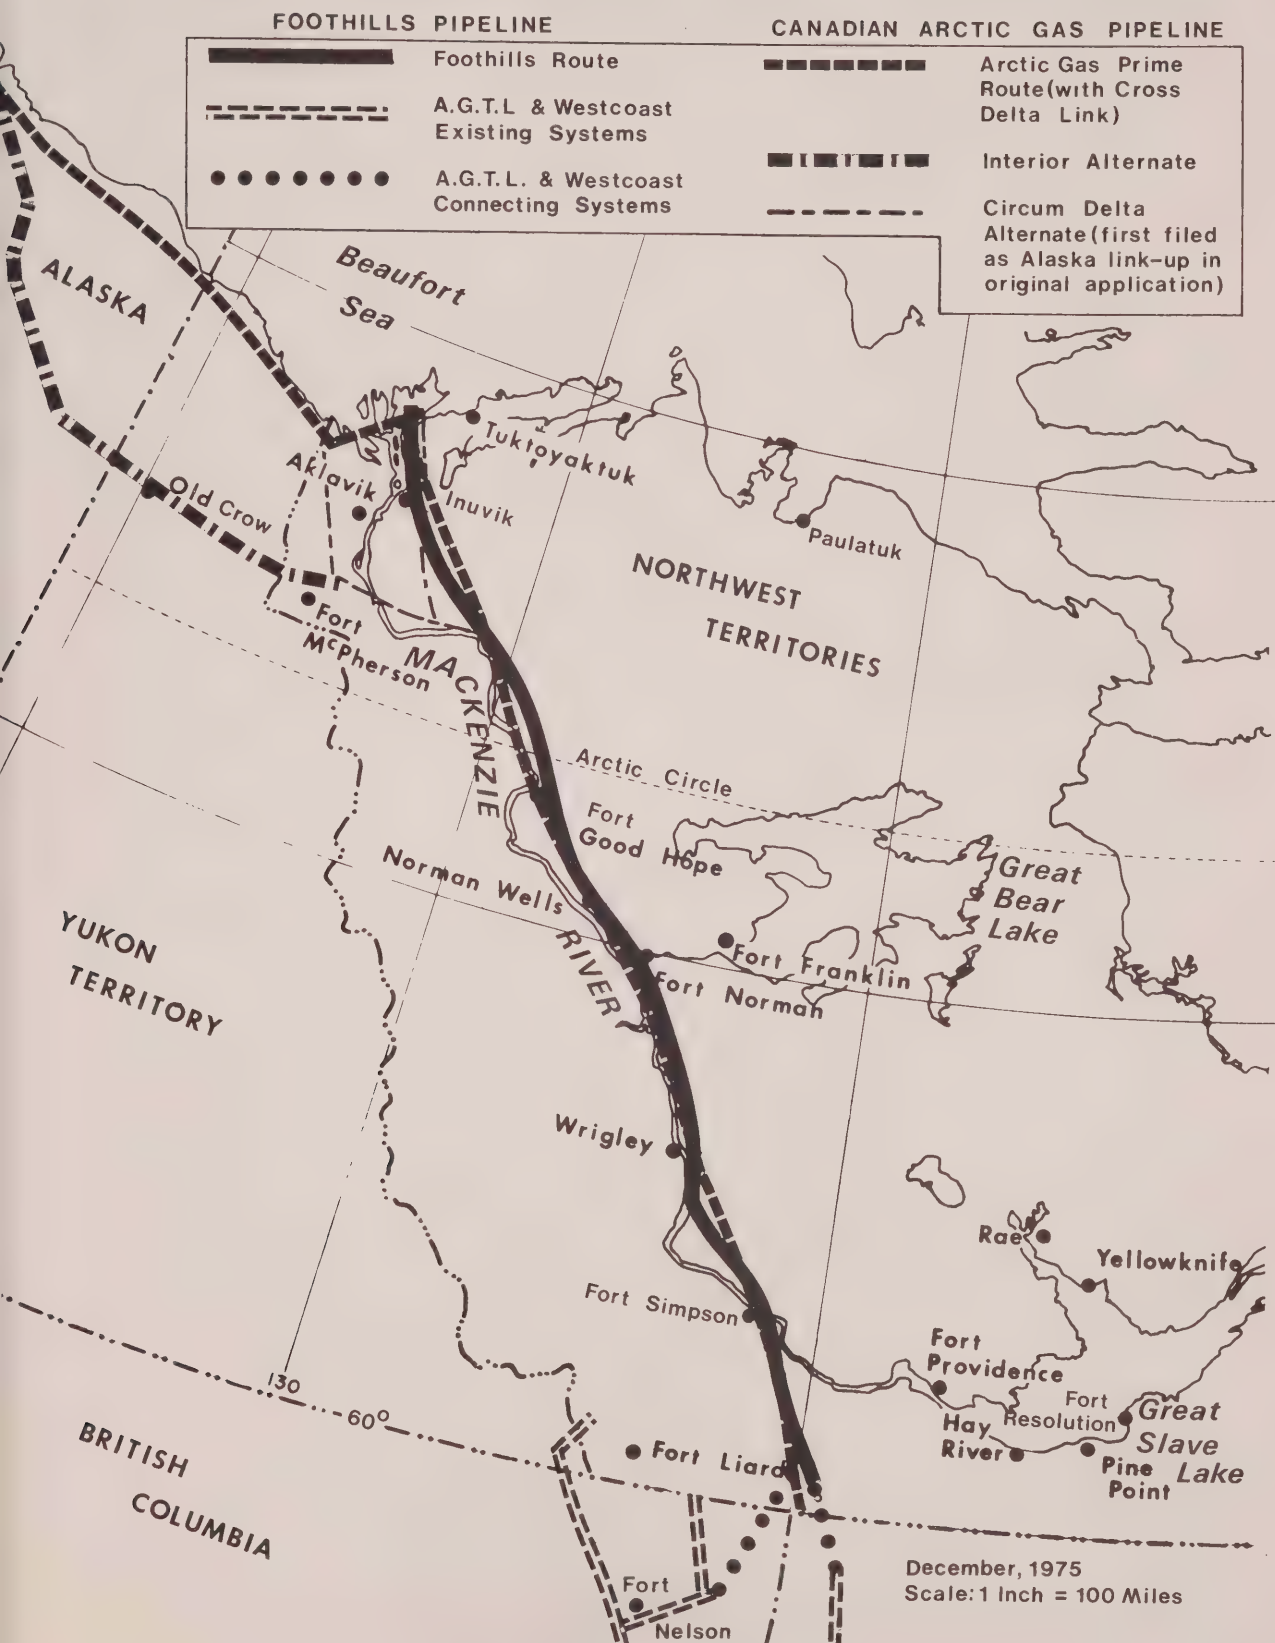 FOOTHILLS PIPELINE
Foothills Route
A.G.T.L & Westcoast
Existing Systems
A.G.T.L. & Westcoast
Connecting Systems
CANADIAN ARCTIC GAS PIPELINE
Arctic Gas Prime
Route(with Cross
Delta Link)
Interior Alternate
Circum Delta
Alternate(first filed
as Alaska link-up in
original application)
Beaufort
Sea
ALASKA
Tuktoyaktuk
Aklavik
Inuvik
Old Crow
Paulatuk
NORTHWEST
TERRITORIES
Fort
McPherson
MACKENZIE
RIVER
Arctic Circle
Fort
Good Hope
Norman Wells
Great
Bear
Lake
Fort Franklin
Fort Norman
YUKON
TERRITORY
Wrigley
Rae
Yellowknife
Fort Simpson
Fort
Providence
Fort
Resolution
Great
Slave
Lake
Hay
River
Pine
Point
130
60°
Fort Liard
BRITISH
COLUMBIA
Fort
Nelson
December, 1975
Scale: 1 Inch = 100 Miles